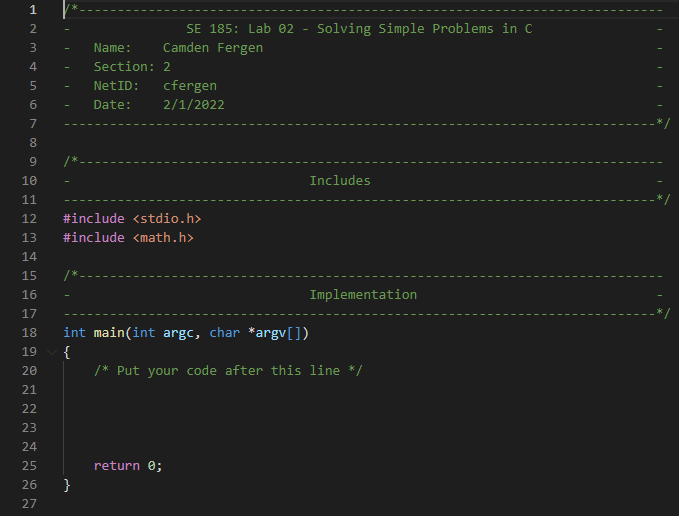 1 /*----------------------------------------------------------------------------
2 - SE 185: Lab 02 - Solving Simple Problems in C -
3 - Name: Camden Fergen -
4 - Section: 2 -
5 - NetID: cfergen -
6 - Date: 2/1/2022 -
7 -----------------------------------------------------------------------------*/
8
9 /*----------------------------------------------------------------------------
10 - Includes -
11 -----------------------------------------------------------------------------*/
12 #include <stdio.h>
13 #include <math.h>
14
15 /*----------------------------------------------------------------------------
16 - Implementation -
17 -----------------------------------------------------------------------------*/
18 int main(int argc, char *argv[])
19 {
20 /* Put your code after this line */
21
22
23
24
25 return 0;
26 }
27